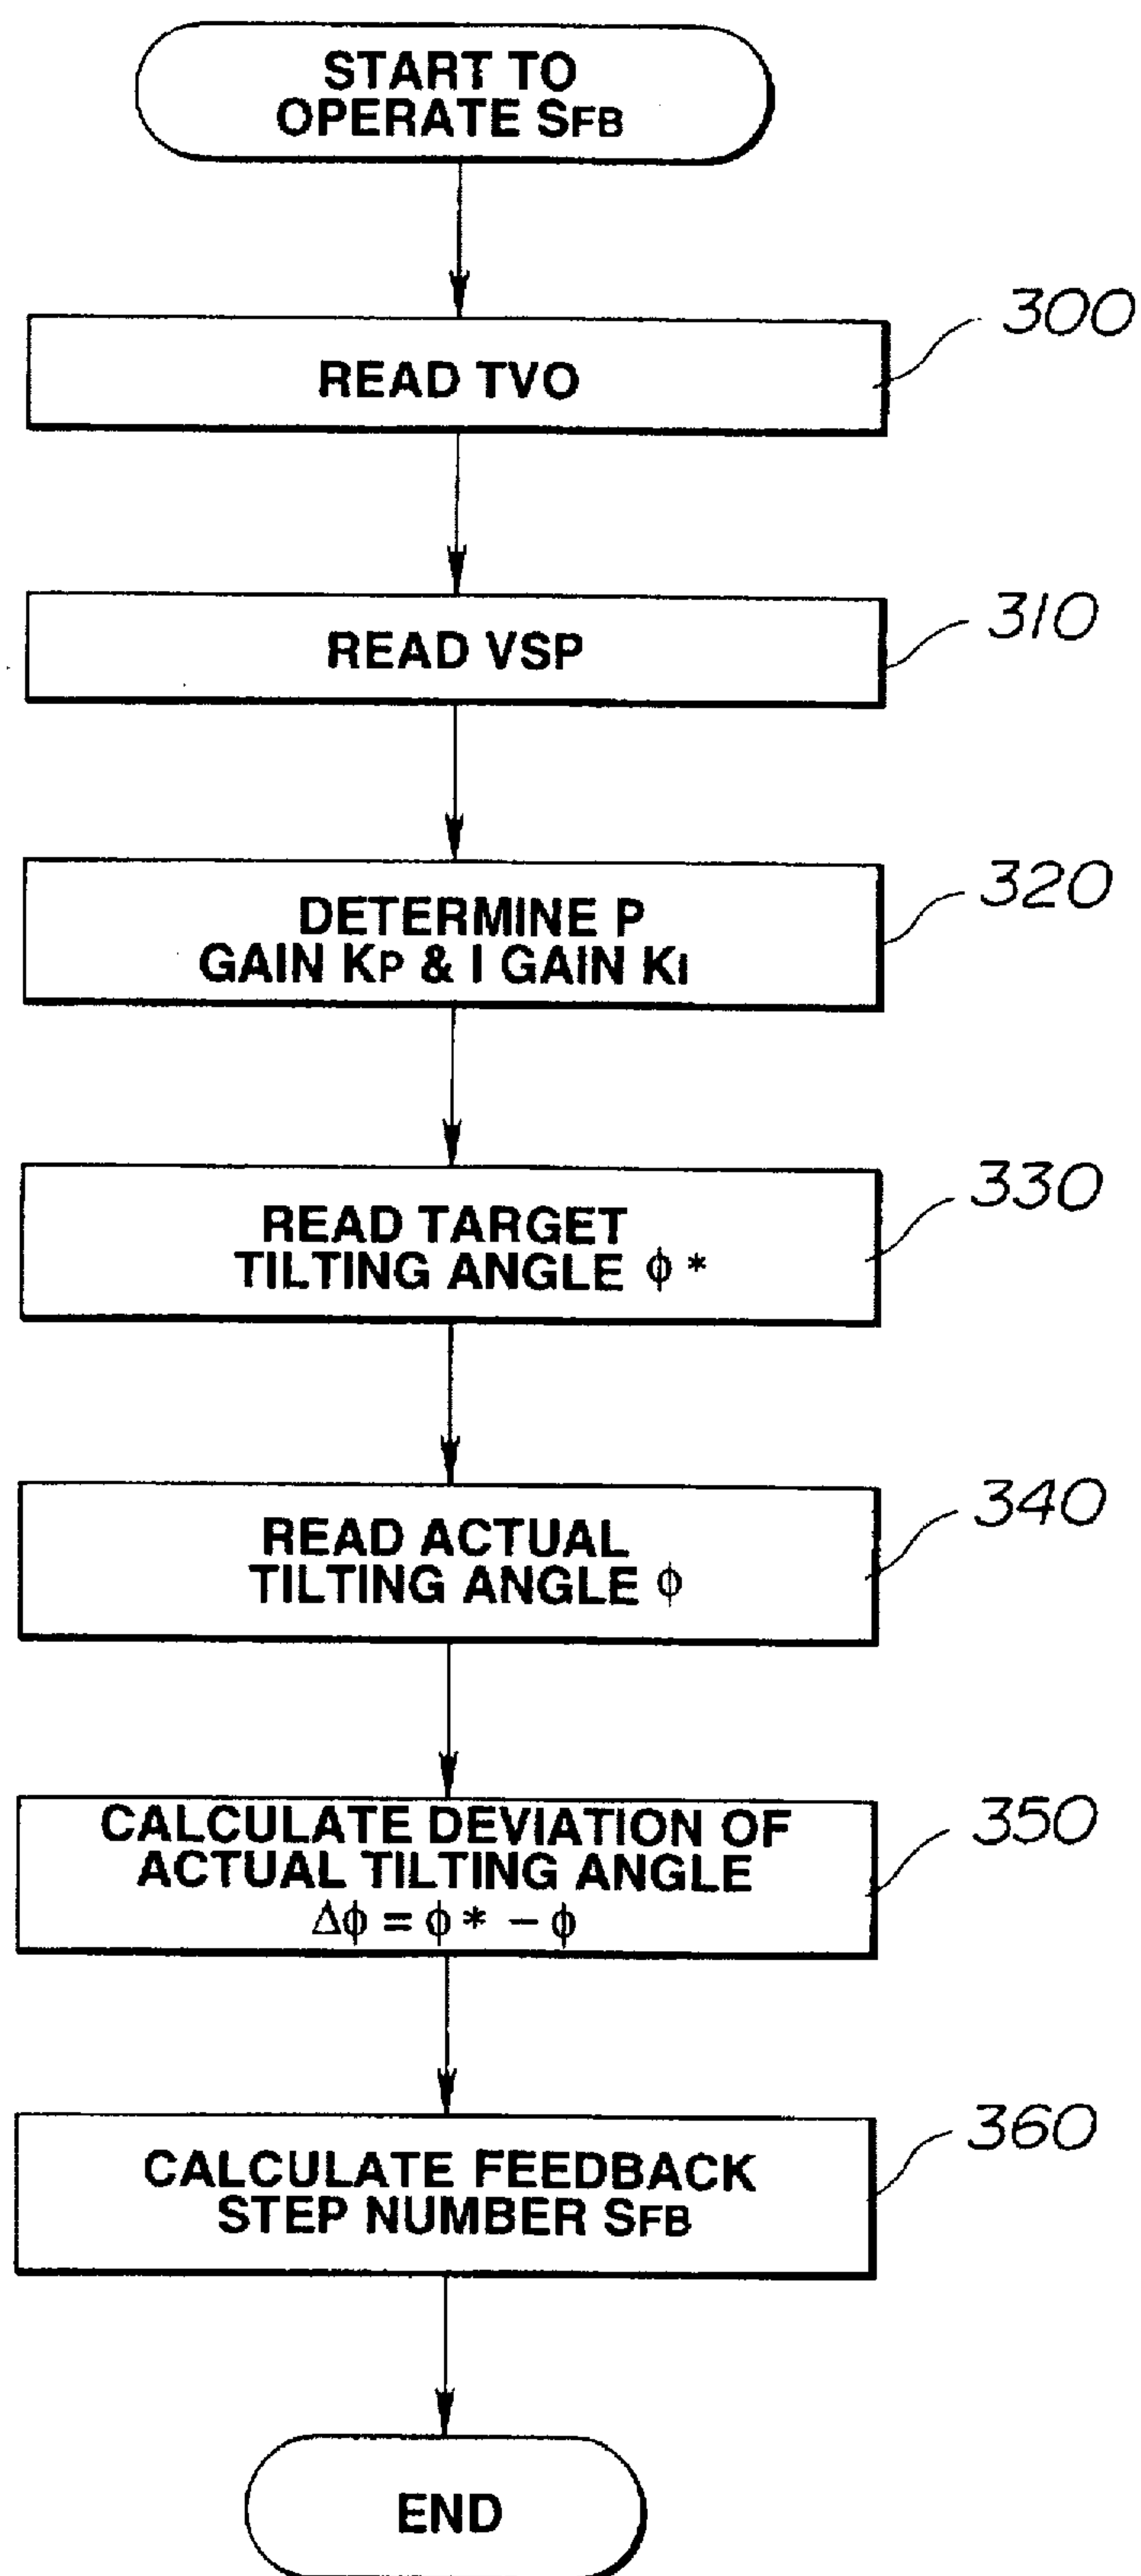 START TO
OPERATE SFB
READ TVO
300
READ VSP
310
DETERMINE P
GAIN KP & I GAIN KI
320
READ TARGET
TILTING ANGLE ϕ *
330
READ ACTUAL
TILTING ANGLE ϕ
340
CALCULATE DEVIATION OF
ACTUAL TILTING ANGLE
Δϕ = ϕ * − ϕ
350
CALCULATE FEEDBACK
STEP NUMBER SFB
360
END